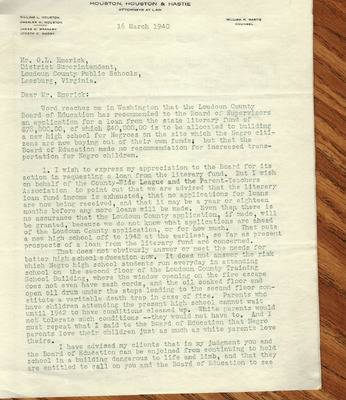 HOUSTON, HOUSTON & HASTIE
ATTORNEYS AT LAW
WILLIAM L. HOUSTON
CHARLES H. HOUSTON
WILLIAM H. HASTIE
COUNSEL
16 March 1940
Mr. O.L. Emerick,
District Superintendent,
Loudoun County Public Schools,
Leesburg, Virginia.
Dear Mr. Emerick:
Word reaches me in Washington that the Loudoun County
Board of Education has recommended to the Board of Supervisors
an application for a loan from the state literary fund of
of which $40,000.00 is to be allocated to building
a new high school for Negroes on the site which the Negro citi-
zens are now buying out of their own funds; but that the
Board of Education made no recommendation for increased trans-
portation for Negro children.
1. I wish to express my appreciation to the Board for its
action in requesting a loan from the literary fund. But I wish
on behalf of the County-Wide League and the Parent-Teachers
Association to point out that we are advised that the literary
loan fund income is exhausted, that no applications for loans
are now being received, and that it may be a year or eighteen
months before any more loans will be made. Even then there is
no assurance that the Loudoun County application, if made, will
be granted, because we do not know what applications are ahead
of the Loudoun County application, or for how much. That puts
a new high school off to 1942 at the earliest, so far as present
prospects of a loan from the literary fund are concerned.
That does not obviously answer or meet the needs for
better high school education now. It does not answer the risk
which Negro high school students run everyday in attending
school on the second floor of the Loudoun County Training
School Building, where the window opening on the fire escape
does not even have sash cords, and the oil soaked floor and
open oil drum under the steps leading to the second floor con-
stitute a veritable death trap in case of fire. Parents who
have children attending the present high school cannot wait
until 1942 to have conditions cleaned up. White parents would
not tolerate such conditions --they would not have to. And I
must repeat what I said to the Board of Education that Negro
parents love their children just as much as white parents love
theirs.
I have advised my clients that in my judgment you and
the Board of Education can be enjoined from continuing to hold
school in a building dangerous to life and limb, and that they
are entitled to call on you and the Board of Education to see